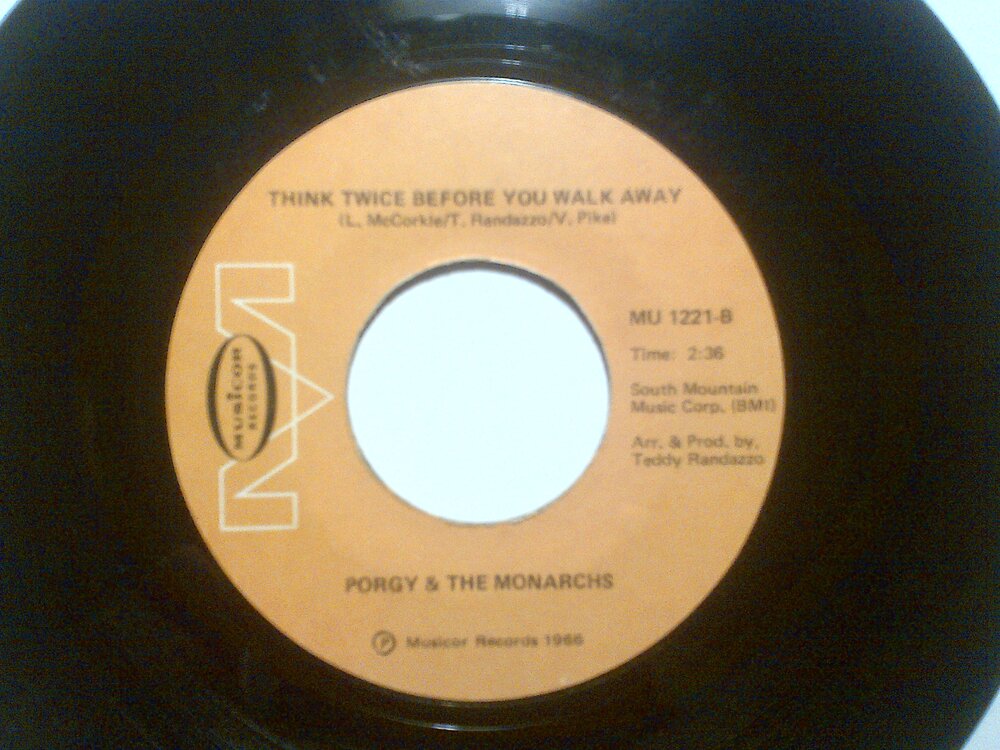 THINK TWICE BEFORE YOU WALK AWAY
(L. McCorkle/T. Randazzo/V. Pike)
MUSICOR
RECORDS
MU 1221-B
Time: 2:36
South Mountain
Music Corp. (BMI)
Arr. & Prod. by,
Teddy Randazzo
PORGY & THE MONARCHS
Ⓟ Musicor Records 1966